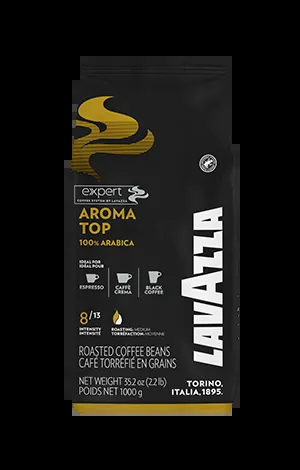 expert
COFFEE SYSTEM BY LAVAZZA
AROMA
TOP
100% ARABICA
IDEAL FOR
IDÉAL POUR
ESPRESSO
CAFFÈ
CREMA
BLACK
COFFEE
8/13
INTENSITY
INTENSITÉ
ROASTING: MEDIUM
TORRÉFACTION: MOYENNE
ROASTED COFFEE BEANS
CAFÉ TORRÉFIÉ EN GRAINS
NET WEIGHT 35.2 oz (2.2 lb)
POIDS NET 1000 g
LAVAZZA
TORINO,
ITALIA, 1895.